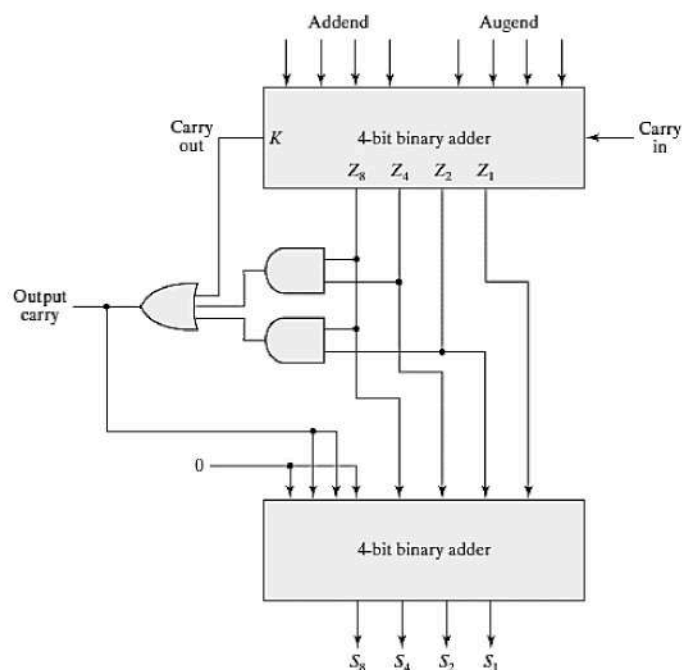 Addend Augend
Carry out
K
4-bit binary adder
Carry in
Z8 Z4 Z2 Z1
Output carry
0
4-bit binary adder
S8 S4 S2 S1